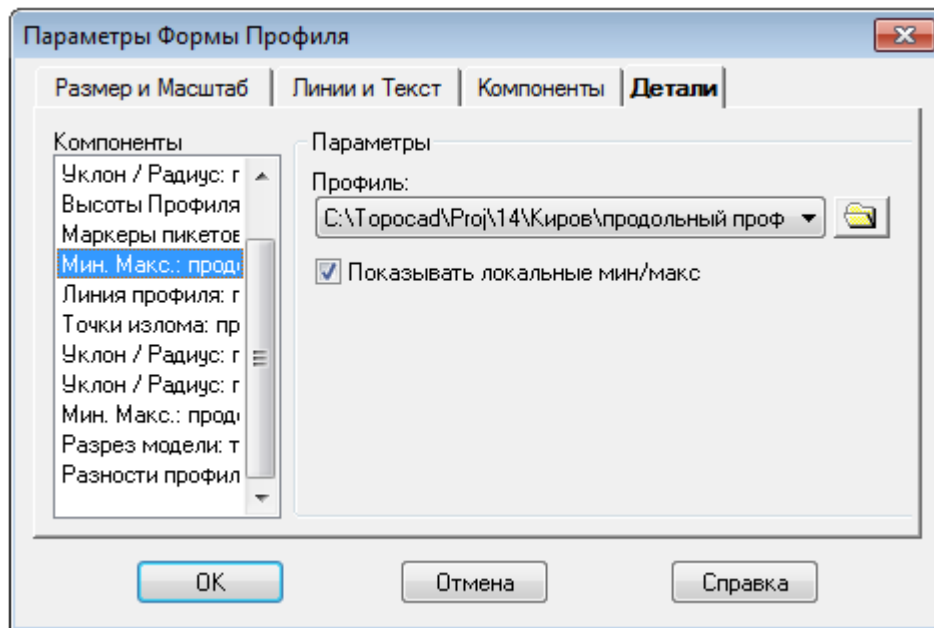 Параметры Формы Профиля
Размер и Масштаб
Линии и Текст
Компоненты
Детали
Компоненты
Уклон / Радиус: г
Высоты Профиля
Маркеры пикетов
Мин. Макс.: продо
Линия профиля: г
Точки излома: пр
Уклон / Радиус: г
Уклон / Радиус: г
Мин. Макс.: продо
Разрез модели: т
Разности профил
Параметры
Профиль:
C:\Topocad\Proj\14\Киров\продольный проф
Показывать локальные мин/макс
OK
Отмена
Справка